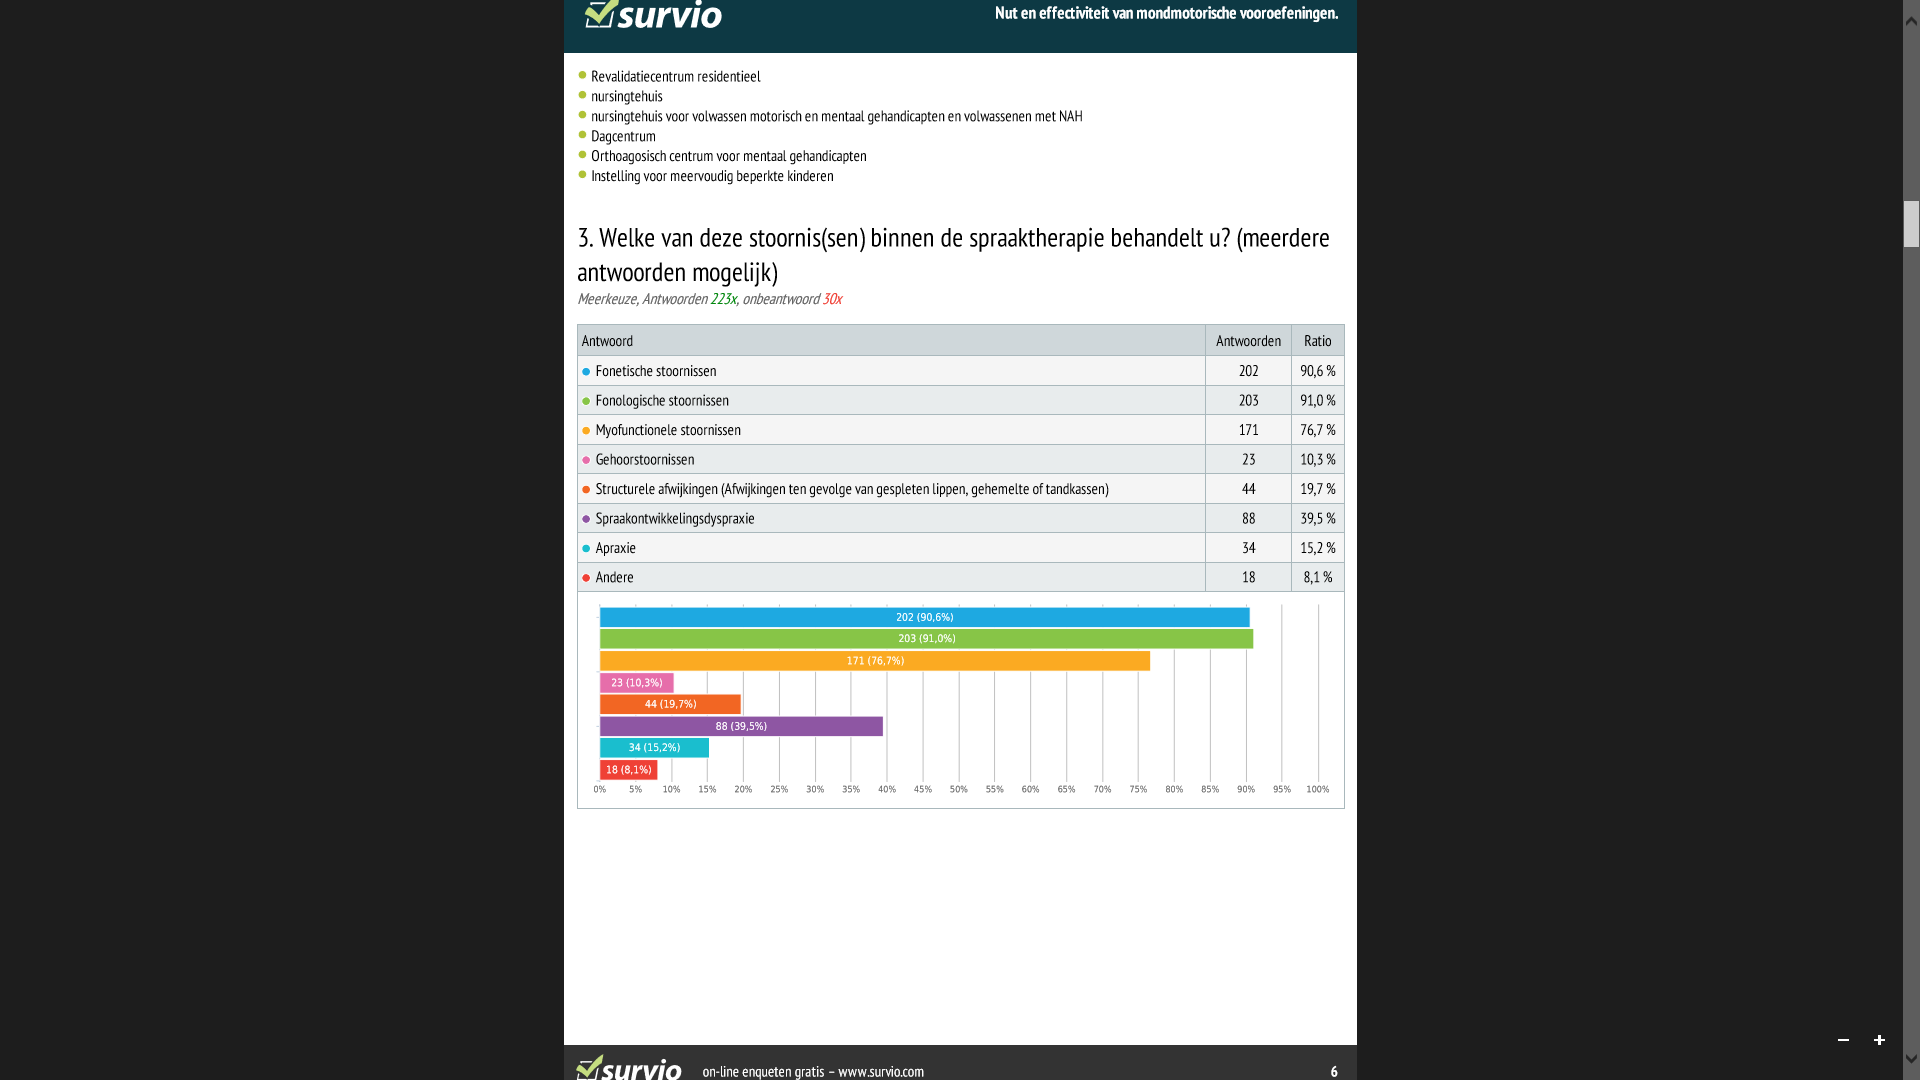 survio
Nut en effectiviteit van mondmotorische vooroefeningen.
Revalidatiecentrum residentieel
nursingtehuis
nursingtehuis voor volwassen motorisch en mentaal gehandicapten en volwassenen met NAH
Dagcentrum
Orthoagosisch centrum voor mentaal gehandicapten
Instelling voor meervoudig beperkte kinderen
3. Welke van deze stoornis(sen) binnen de spraaktherapie behandelt u? (meerdere
antwoorden mogelijk)
Meerkeuze, Antwoorden 223x, onbeantwoord 30x
Antwoord Antwoorden Ratio
Fonetische stoornissen 202 90,6 %
Fonologische stoornissen 203 91,0 %
Myofunctionele stoornissen 171 76,7 %
Gehoorstoornissen 23 10,3 %
Structurele afwijkingen (Afwijkingen ten gevolge van gespleten lippen, gehemelte of tandkassen) 44 19,7 %
Spraakontwikkelingsdyspraxie 88 39,5 %
Apraxie 34 15,2 %
Andere 18 8,1 %
202 (90,6%)
203 (91,0%)
171 (76,7%)
23 (10,3%)
44 (19,7%)
88 (39,5%)
34 (15,2%)
18 (8,1%)
0% 5% 10% 15% 20% 25% 30% 35% 40% 45% 50% 55% 60% 65% 70% 75% 80% 85% 90% 95% 100%
survio on-line enqueten gratis – www.survio.com 6